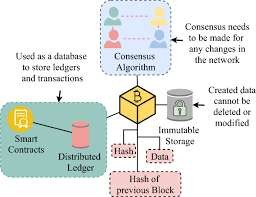 Used as a database
to store ledgers
and transactions
Consensus
Algorithm
Consensus needs
to be made for
any changes in
the network
Smart
Contracts
Distributed
Ledger
B
Immutable
Storage
Created data
cannot be
deleted or
modified
Hash
Data
Hash of
previous Block